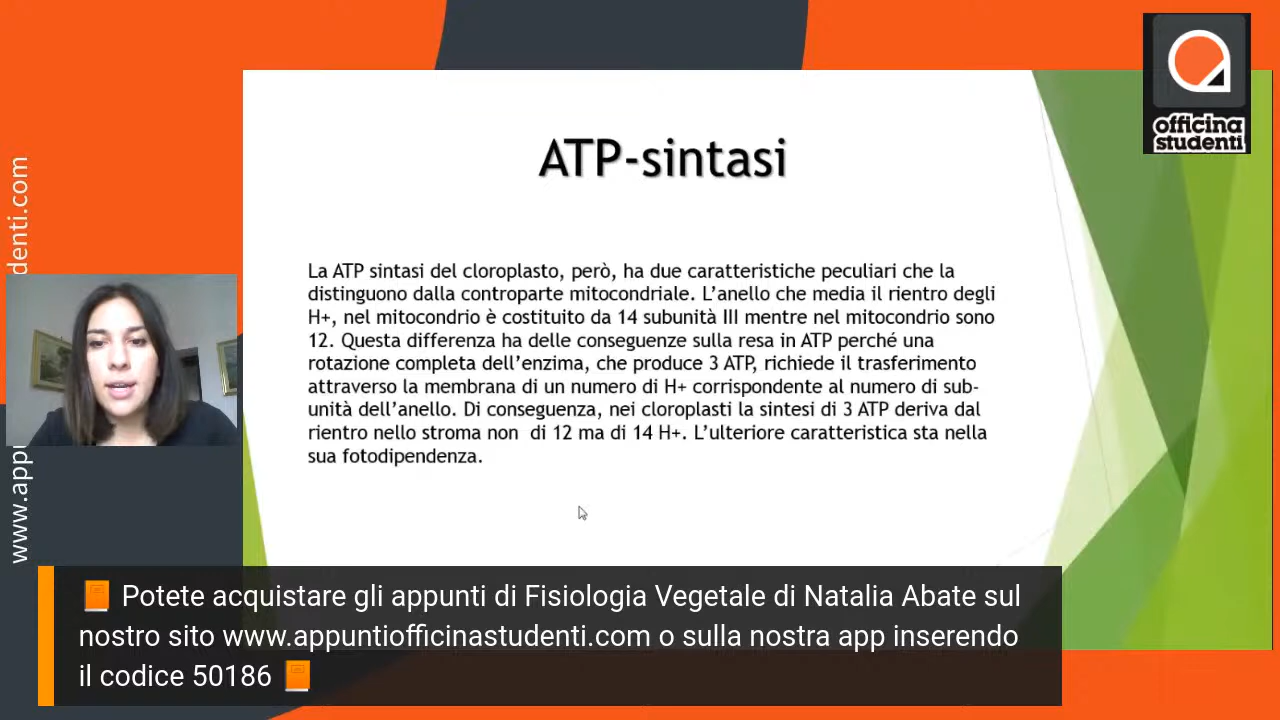 officina
studenti
ATP-sintasi
La ATP sintasi del cloroplasto, però, ha due caratteristiche peculiari che la
distinguono dalla controparte mitocondriale. L'anello che media il rientro degli
H+, nel mitocondrio è costituito da 14 subunità III mentre nel mitocondrio sono
12. Questa differenza ha delle conseguenze sulla resa in ATP perché una
rotazione completa dell'enzima, che produce 3 ATP, richiede il trasferimento
attraverso la membrana di un numero di H+ corrispondente al numero di sub-
unità dell'anello. Di conseguenza, nei cloroplasti la sintesi di 3 ATP deriva dal
rientro nello stroma non di 12 ma di 14 H+. L'ulteriore caratteristica sta nella
sua fotodipendenza.
www.app
denti.com
Potete acquistare gli appunti di Fisiologia Vegetale di Natalia Abate sul
nostro sito www.appuntiofficinastudenti.com o sulla nostra app inserendo
il codice 50186